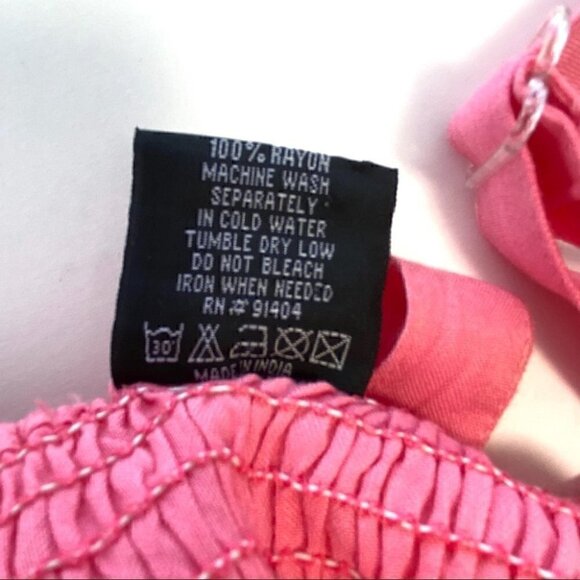 100% RAYON
MACHINE WASH
SEPARATELY
IN COLD WATER
TUMBLE DRY LOW
DO NOT BLEACH
IRON WHEN NEEDED
RN # 91404
30°
MADE IN INDIA